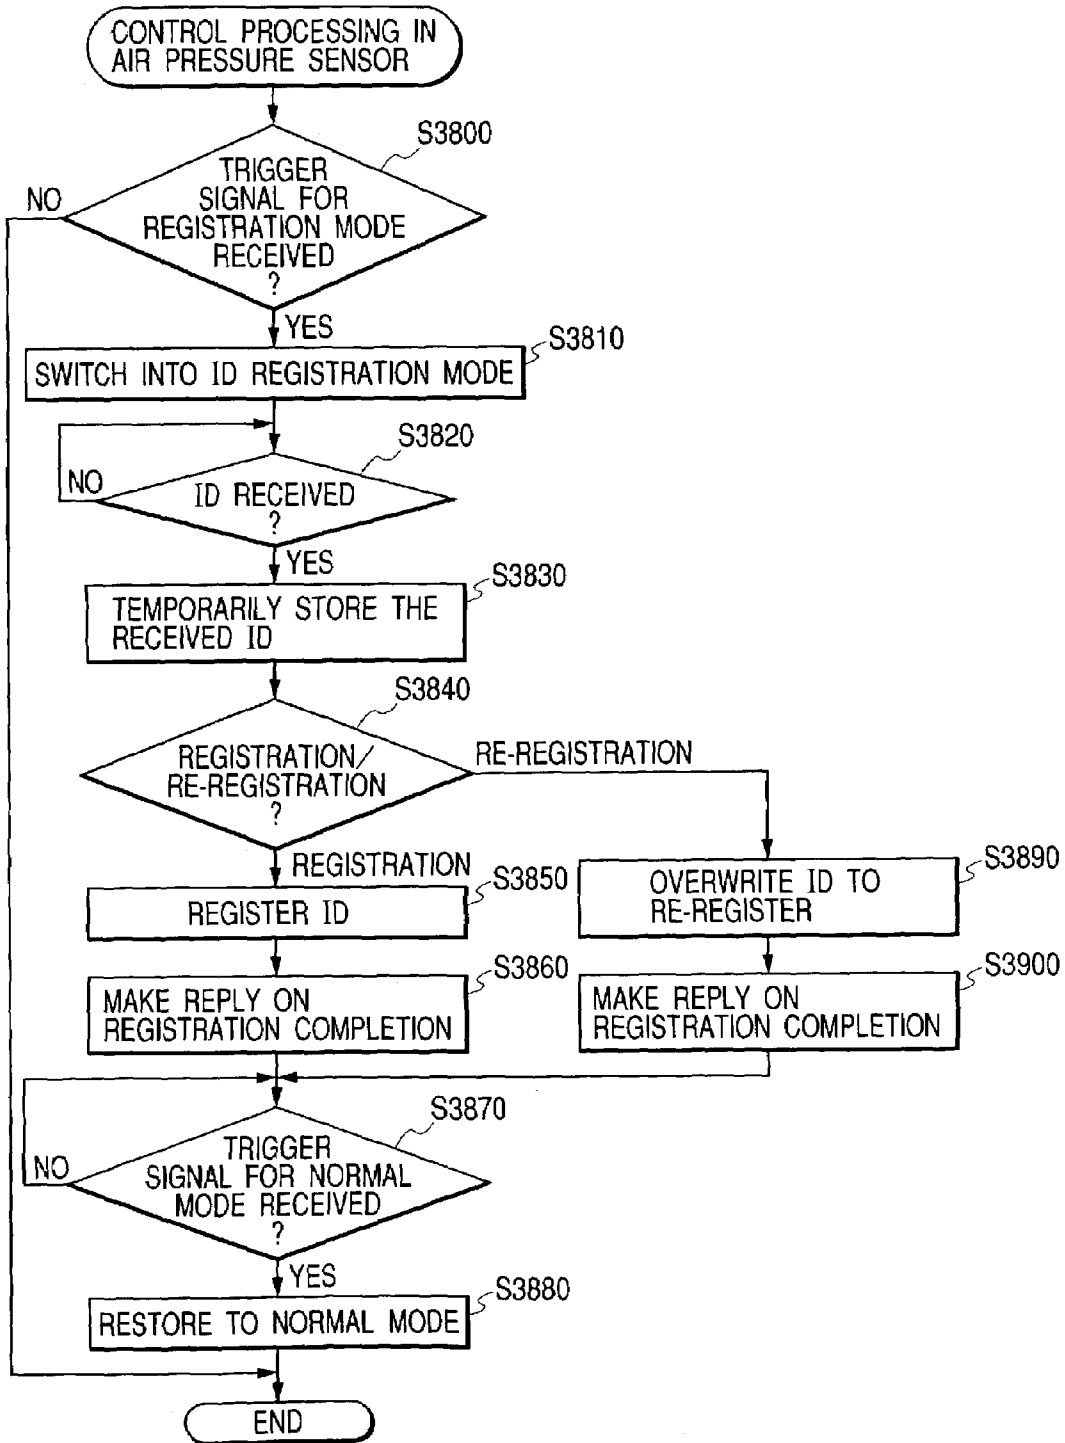 CONTROL PROCESSING IN
AIR PRESSURE SENSOR
S3800
TRIGGER
SIGNAL FOR
REGISTRATION MODE
RECEIVED
?
NO
YES
S3810
SWITCH INTO ID REGISTRATION MODE
S3820
ID RECEIVED
?
NO
YES
S3830
TEMPORARILY STORE THE
RECEIVED ID
S3840
REGISTRATION/
RE-REGISTRATION
?
RE-REGISTRATION
REGISTRATION
S3850
REGISTER ID
S3890
OVERWRITE ID TO
RE-REGISTER
S3860
MAKE REPLY ON
REGISTRATION COMPLETION
S3900
MAKE REPLY ON
REGISTRATION COMPLETION
S3870
TRIGGER
SIGNAL FOR NORMAL
MODE RECEIVED
?
NO
YES
S3880
RESTORE TO NORMAL MODE
END